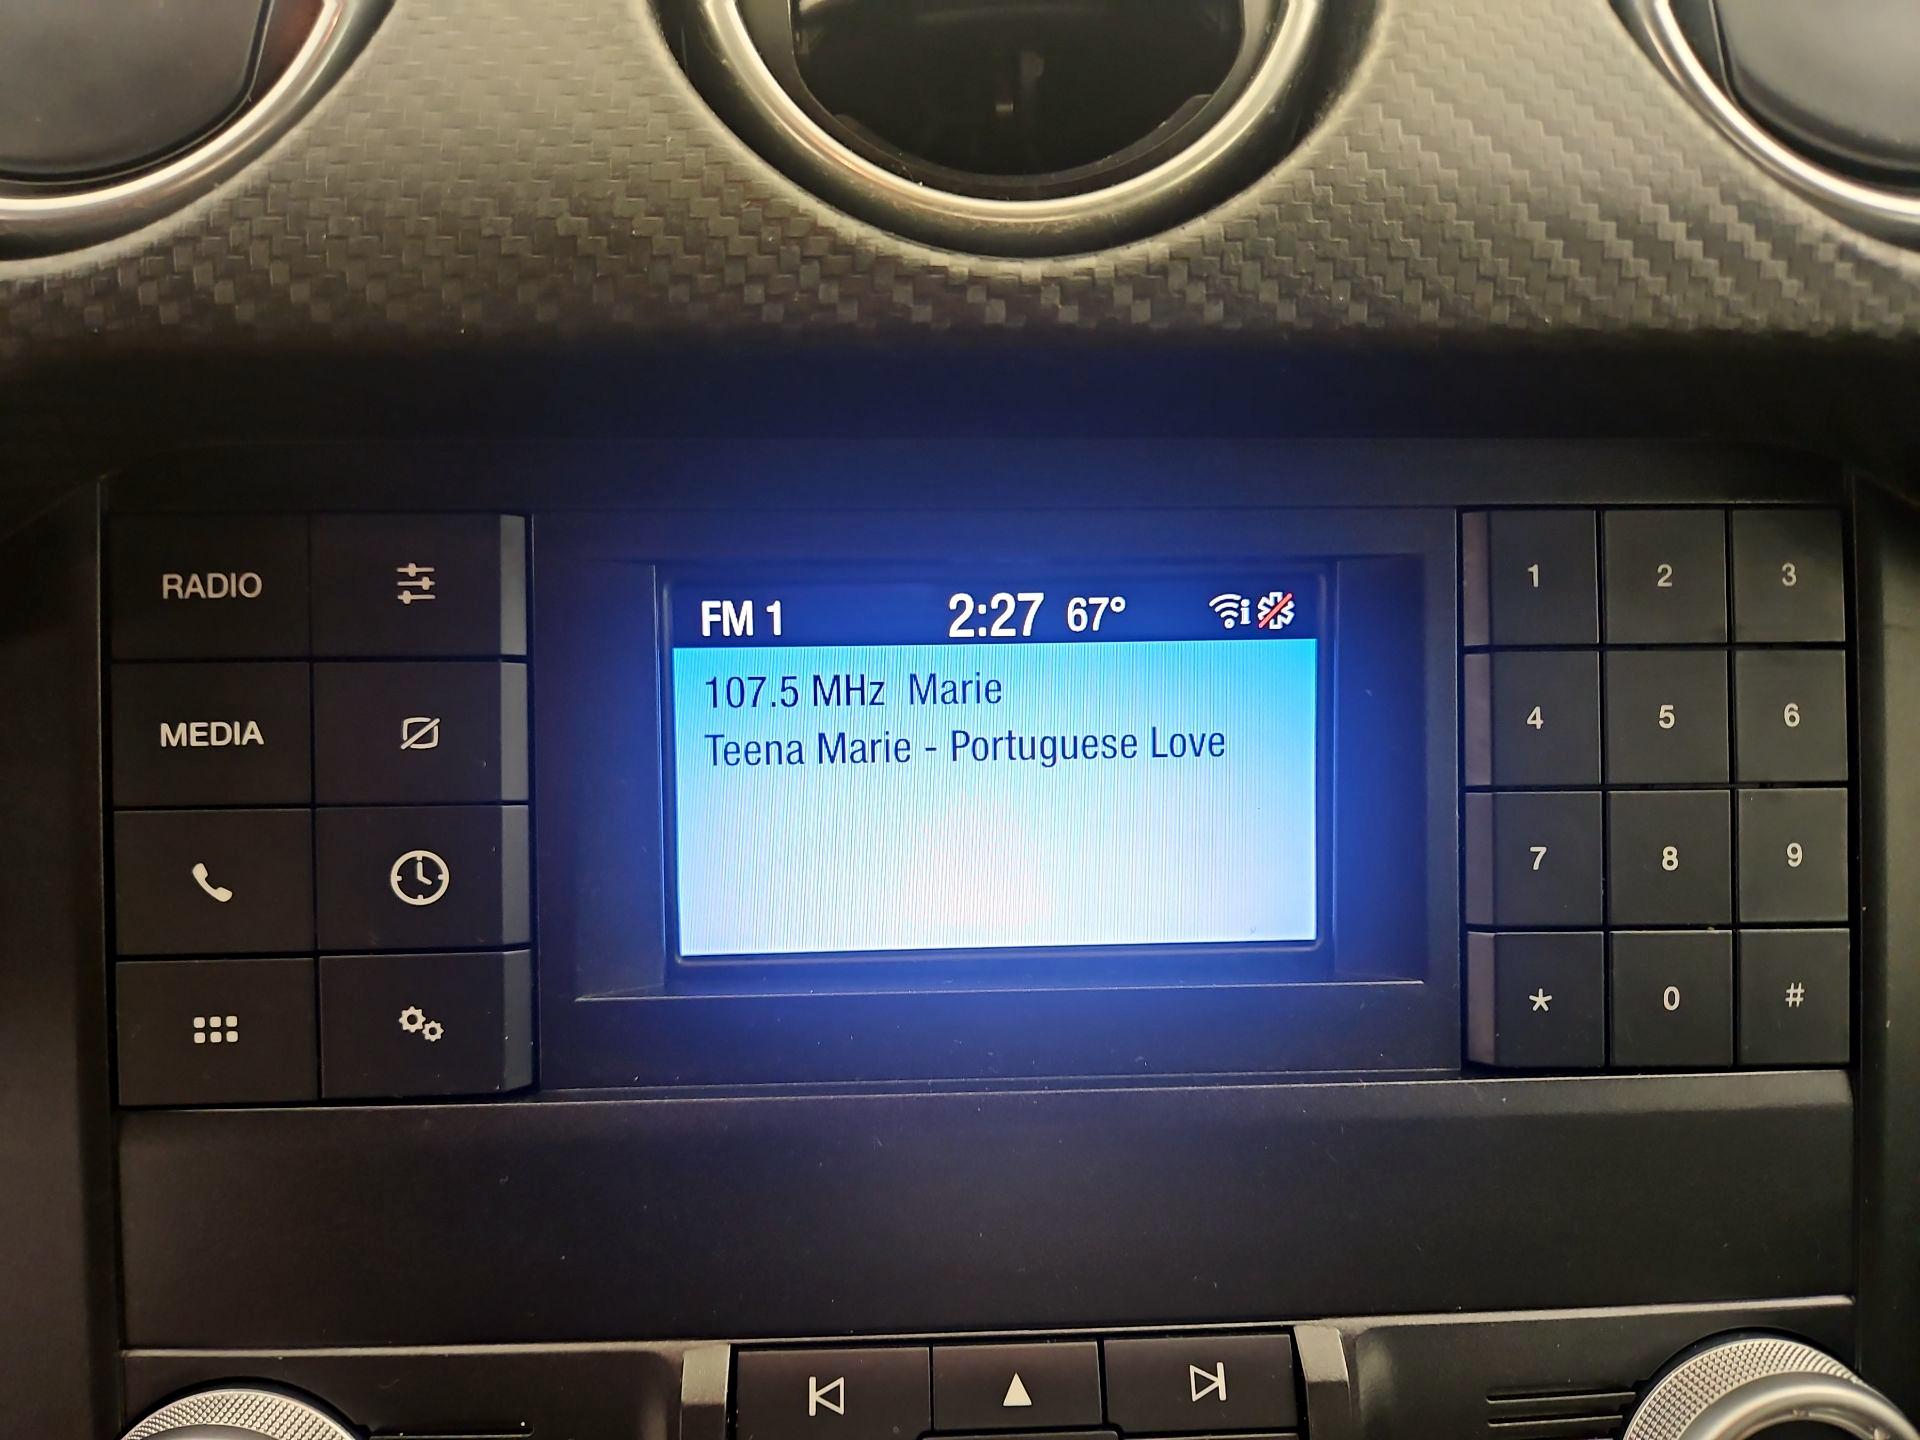 FM 1 2:27 67° i
107.5 MHz Marie
Teena Marie - Portuguese Love
RADIO
MEDIA
1 2 3
4 5 6
7 8 9
* 0 #